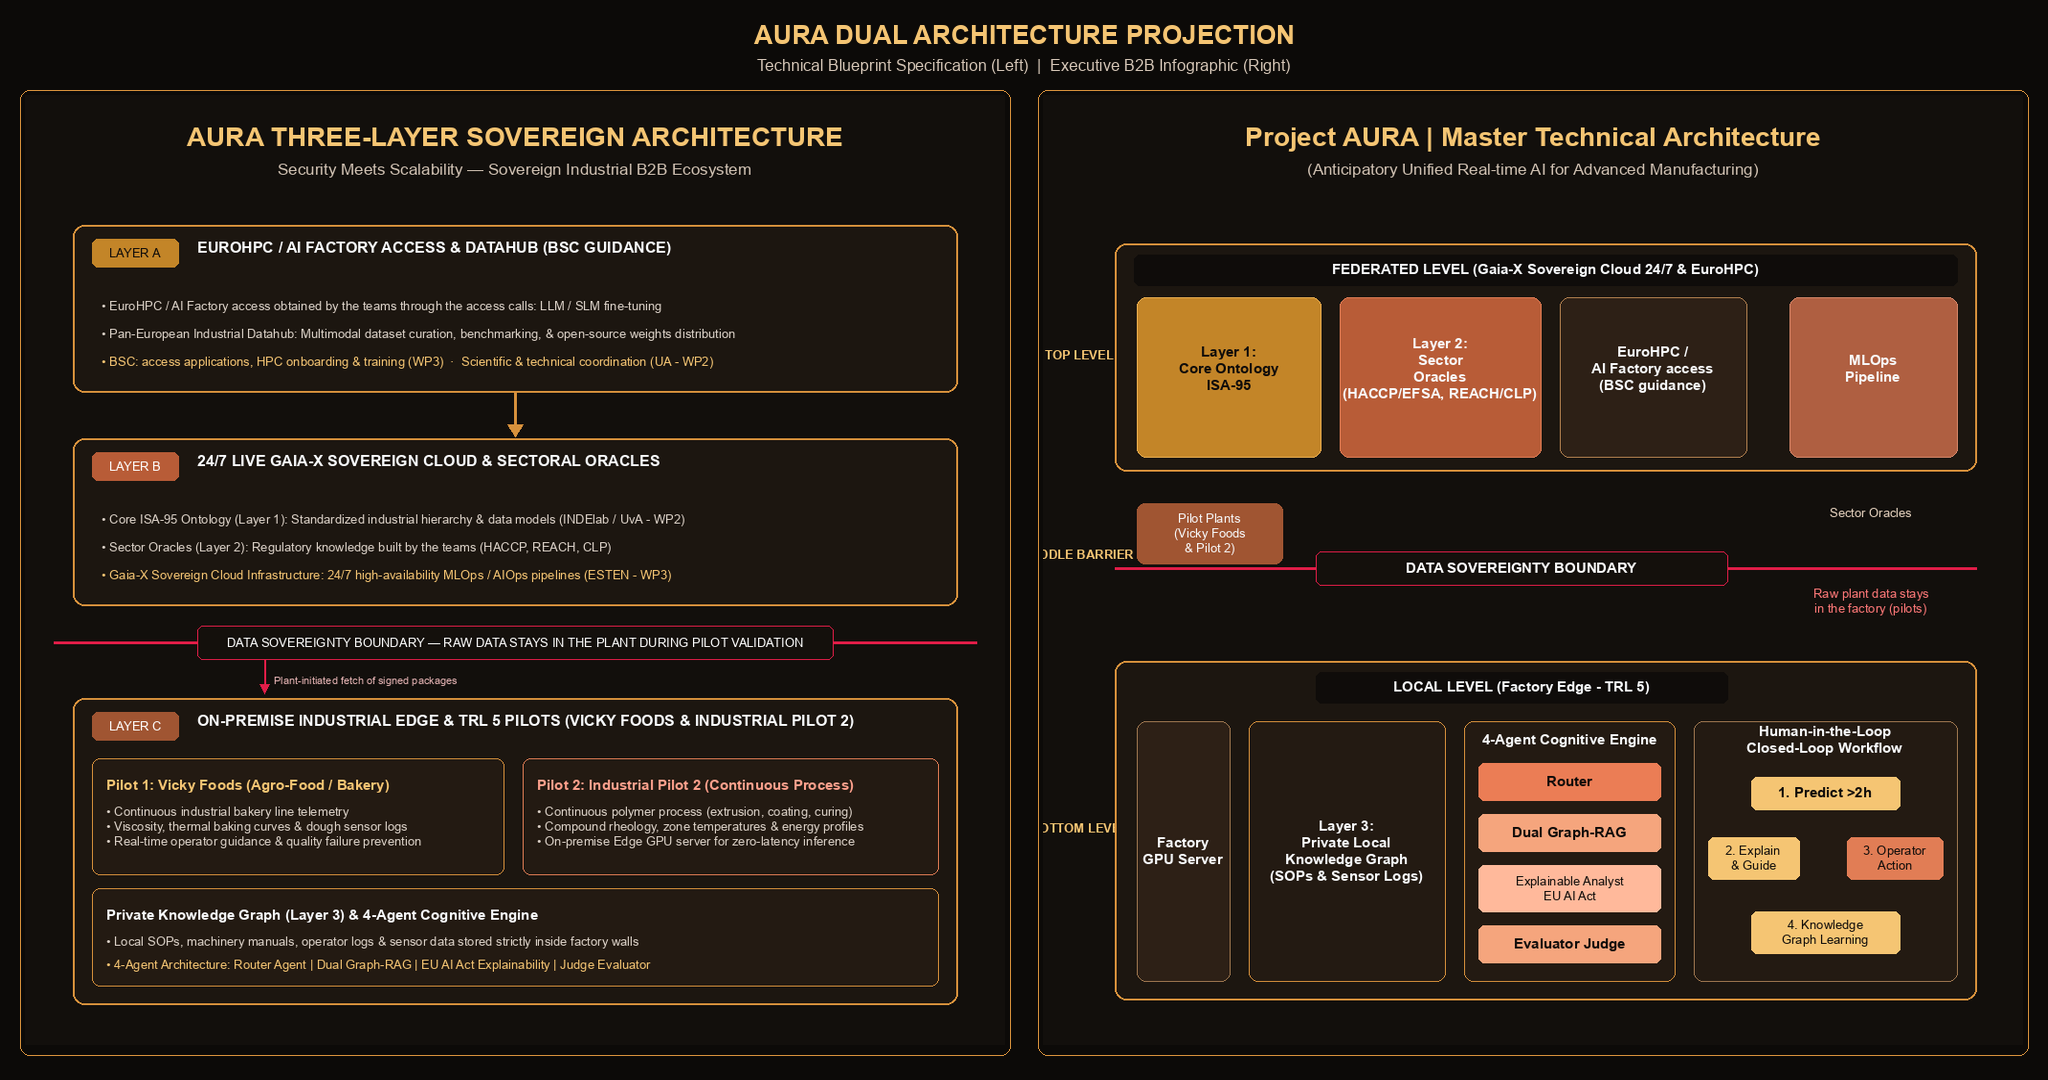 AURA DUAL ARCHITECTURE PROJECTION
Technical Blueprint Specification (Left) | Executive B2B Infographic (Right)
AURA THREE-LAYER SOVEREIGN ARCHITECTURE
Security Meets Scalability — Sovereign Industrial B2B Ecosystem
LAYER A
EUROHPC / AI FACTORY ACCESS & DATAHUB (BSC GUIDANCE)
• EuroHPC / AI Factory access obtained by the teams through the access calls: LLM / SLM fine-tuning
• Pan-European Industrial Datahub: Multimodal dataset curation, benchmarking, & open-source weights distribution
• BSC: access applications, HPC onboarding & training (WP3) · Scientific & technical coordination (UA - WP2)
LAYER B
24/7 LIVE GAIA-X SOVEREIGN CLOUD & SECTORAL ORACLES
• Core ISA-95 Ontology (Layer 1): Standardized industrial hierarchy & data models (INDElab / UvA - WP2)
• Sector Oracles (Layer 2): Regulatory knowledge built by the teams (HACCP, REACH, CLP)
• Gaia-X Sovereign Cloud Infrastructure: 24/7 high-availability MLOps / AIOps pipelines (ESTEN - WP3)
DATA SOVEREIGNTY BOUNDARY — RAW DATA STAYS IN THE PLANT DURING PILOT VALIDATION
Plant-initiated fetch of signed packages
LAYER C
ON-PREMISE INDUSTRIAL EDGE & TRL 5 PILOTS (VICKY FOODS & INDUSTRIAL PILOT 2)
Pilot 1: Vicky Foods (Agro-Food / Bakery)
• Continuous industrial bakery line telemetry
• Viscosity, thermal baking curves & dough sensor logs
• Real-time operator guidance & quality failure prevention
Pilot 2: Industrial Pilot 2 (Continuous Process)
• Continuous polymer process (extrusion, coating, curing)
• Compound rheology, zone temperatures & energy profiles
• On-premise Edge GPU server for zero-latency inference
Private Knowledge Graph (Layer 3) & 4-Agent Cognitive Engine
• Local SOPs, machinery manuals, operator logs & sensor data stored strictly inside factory walls
• 4-Agent Architecture: Router Agent | Dual Graph-RAG | EU AI Act Explainability | Judge Evaluator
Project AURA | Master Technical Architecture
(Anticipatory Unified Real-time AI for Advanced Manufacturing)
TOP LEVEL
FEDERATED LEVEL (Gaia-X Sovereign Cloud 24/7 & EuroHPC)
Layer 1:
Core Ontology
ISA-95
Layer 2:
Sector
Oracles
(HACCP/EFSA, REACH/CLP)
EuroHPC /
AI Factory access
(BSC guidance)
MLOps
Pipeline
DDLE BARRIER
Pilot Plants
(Vicky Foods
& Pilot 2)
Sector Oracles
DATA SOVEREIGNTY BOUNDARY
Raw plant data stays
in the factory (pilots)
OTTOM LEVE
LOCAL LEVEL (Factory Edge - TRL 5)
Factory
GPU Server
Layer 3:
Private Local
Knowledge Graph
(SOPs & Sensor Logs)
4-Agent Cognitive Engine
Router
Dual Graph-RAG
Explainable Analyst
EU AI Act
Evaluator Judge
Human-in-the-Loop
Closed-Loop Workflow
1. Predict >2h
2. Explain
& Guide
3. Operator
Action
4. Knowledge
Graph Learning